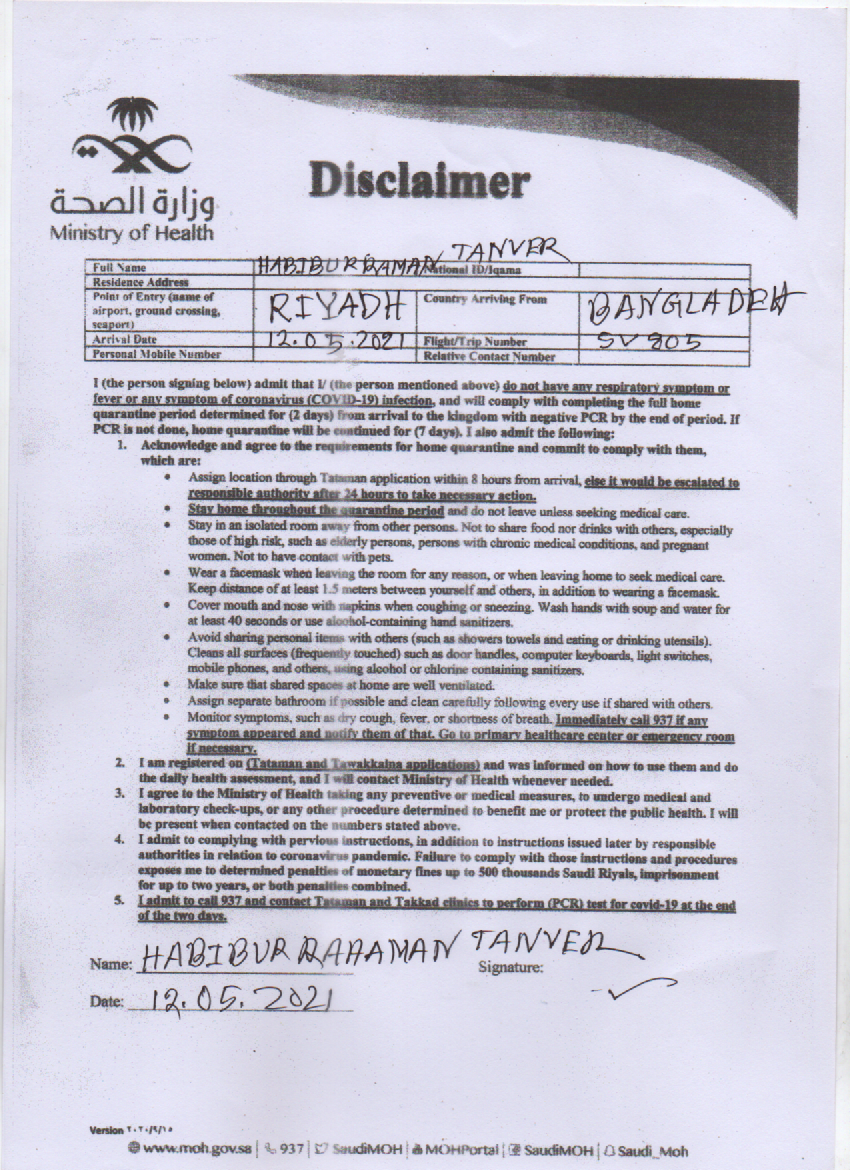 وزارة الصحة
Ministry of Health
Disclaimer
Full Name HABIBUR RAMAN TANVER National ID/Iqama
Residence Address
Point of Entry (name of airport, ground crossing, seaport) RIYADH Country Arriving From BANGLADEH
Arrival Date 12.05.2021 Flight/Trip Number SV 805
Personal Mobile Number Relative Contact Number
I (the person signing below) admit that I/ (the person mentioned above) do not have any respiratory symptom or
fever or any symptom of coronavirus (COVID-19) infection, and will comply with completing the full home
quarantine period determined for (2 days) from arrival to the kingdom with negative PCR by the end of period. If
PCR is not done, home quarantine will be continued for (7 days). I also admit the following:
1. Acknowledge and agree to the requirements for home quarantine and commit to comply with them,
which are:
• Assign location through Tataman application within 8 hours from arrival, else it would be escalated to
responsible authority after 24 hours to take necessary action.
• Stay home throughout the quarantine period and do not leave unless seeking medical care.
• Stay in an isolated room away from other persons. Not to share food nor drinks with others, especially
those of high risk, such as elderly persons, persons with chronic medical conditions, and pregnant
women. Not to have contact with pets.
• Wear a facemask when leaving the room for any reason, or when leaving home to seek medical care.
Keep distance of at least 1.5 meters between yourself and others, in addition to wearing a facemask.
• Cover mouth and nose with napkins when coughing or sneezing. Wash hands with soap and water for
at least 40 seconds or use alcohol-containing hand sanitizers.
• Avoid sharing personal items with others (such as showers towels and eating or drinking utensils).
Cleans all surfaces (frequently touched) such as door handles, computer keyboards, light switches,
mobile phones, and others, using alcohol or chlorine containing sanitizers.
• Make sure that shared spaces at home are well ventilated.
• Assign separate bathroom if possible and clean carefully following every use if shared with others.
• Monitor symptoms, such as dry cough, fever, or shortness of breath. Immediately call 937 if any
symptom appeared and notify them of that. Go to primary healthcare center or emergency room
if necessary.
2. I am registered on (Tataman and Tawakkalna applications) and was informed on how to use them and do
the daily health assessment, and I will contact Ministry of Health whenever needed.
3. I agree to the Ministry of Health taking any preventive or medical measures, to undergo medical and
laboratory check-ups, or any other procedure determined to benefit me or protect the public health. I will
be present when contacted on the numbers stated above.
4. I admit to complying with pervious instructions, in addition to instructions issued later by responsible
authorities in relation to coronavirus pandemic. Failure to comply with those instructions and procedures
exposes me to determined penalties of monetary fines up to 500 thousands Saudi Riyals, imprisonment
for up to two years, or both penalties combined.
5. I admit to call 937 and contact Tataman and Takkad clinics to perform (PCR) test for covid-19 at the end
of the two days.
Name: HABIBUR RAHAMAN TANVER Signature:
Date: 12.05.2021
Version
www.moh.gov.sa | 937 | SaudiMOH | MOHPortal | SaudiMOH | Saudi_Moh